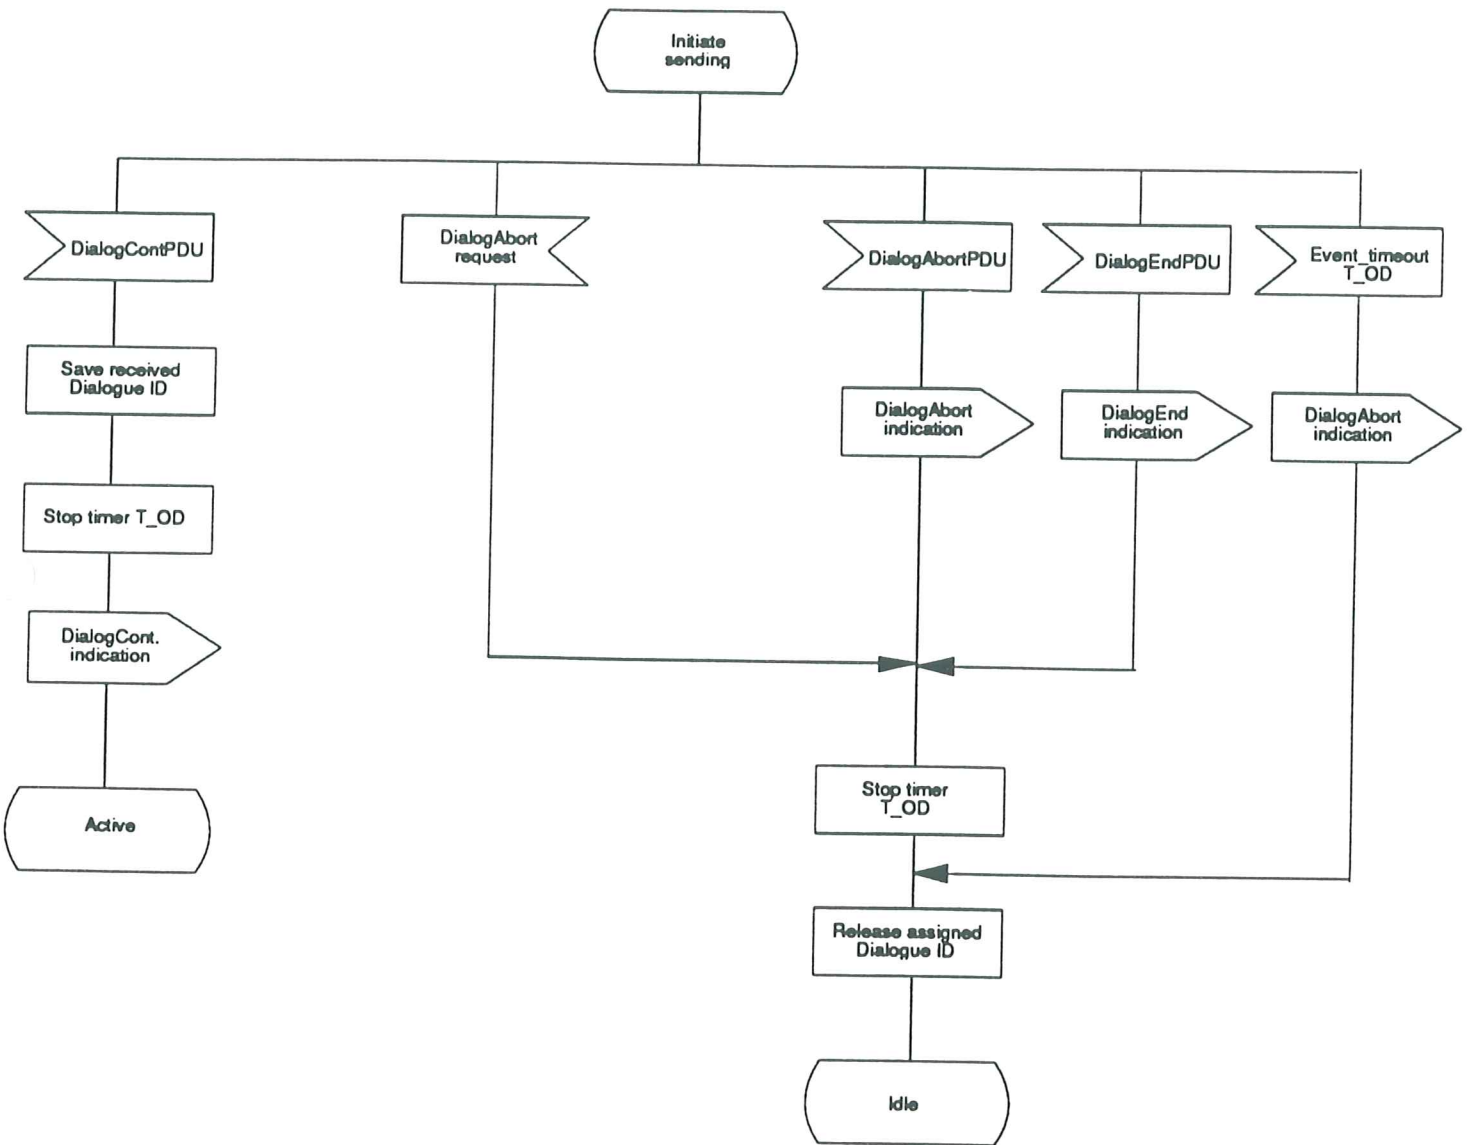 Initiate
sending
DialogContPDU
DialogAbort
request
DialogAbortPDU
DialogEndPDU
Event_timeout
T_OD
Save received
Dialogue ID
DialogAbort
indication
DialogEnd
indication
DialogAbort
indication
Stop timer T_OD
DialogCont.
indication
Stop timer
T_OD
Active
Release assigned
Dialogue ID
Idle